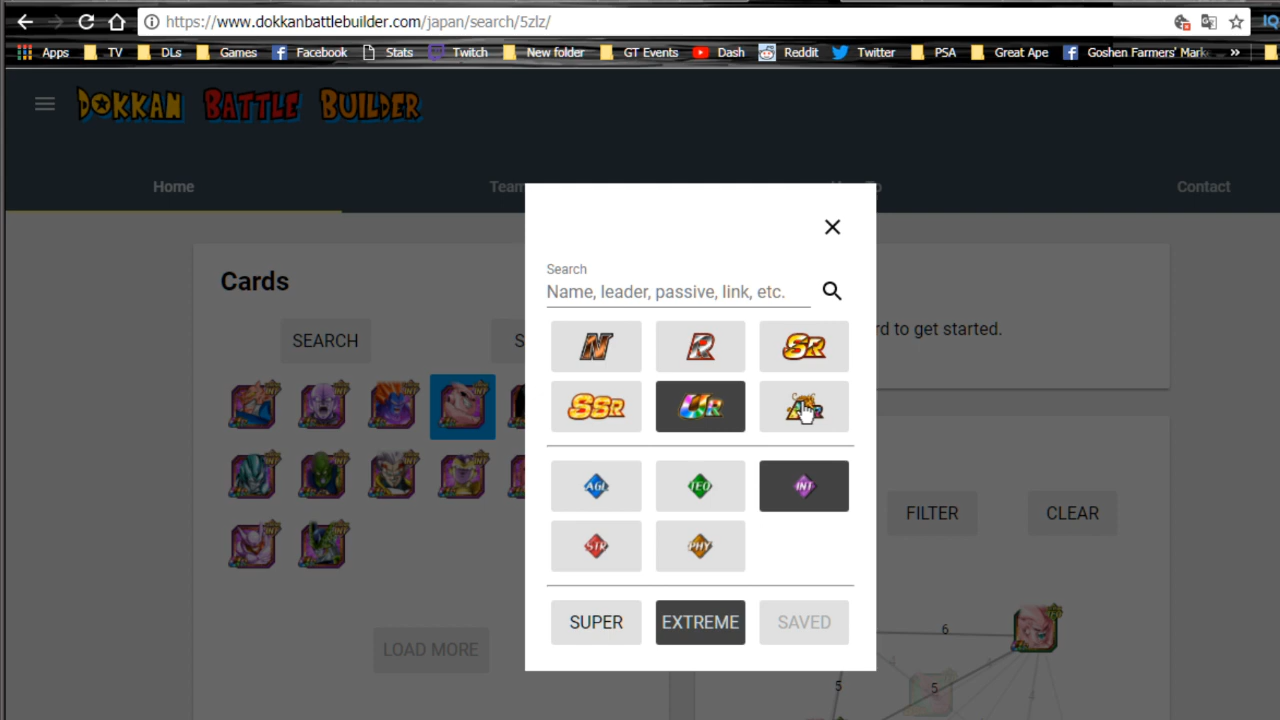 https://www.dokkanbattlebuilder.com/japan/search/5zlz/
Apps TV DLs Games Facebook Stats Twitch New folder GT Events Dash Reddit Twitter PSA Great Ape Goshen Farmers' Mark »
DOKKAN BATTLE BUILDER
Home Team To Contact
Cards
SEARCH S
Search
Name, leader, passive, link, etc.
rd to get started.
N R SR
SSR UR
AGL TEQ INT
STR PHY
FILTER CLEAR
SUPER EXTREME SAVED
LOAD MORE
6
5
5
4